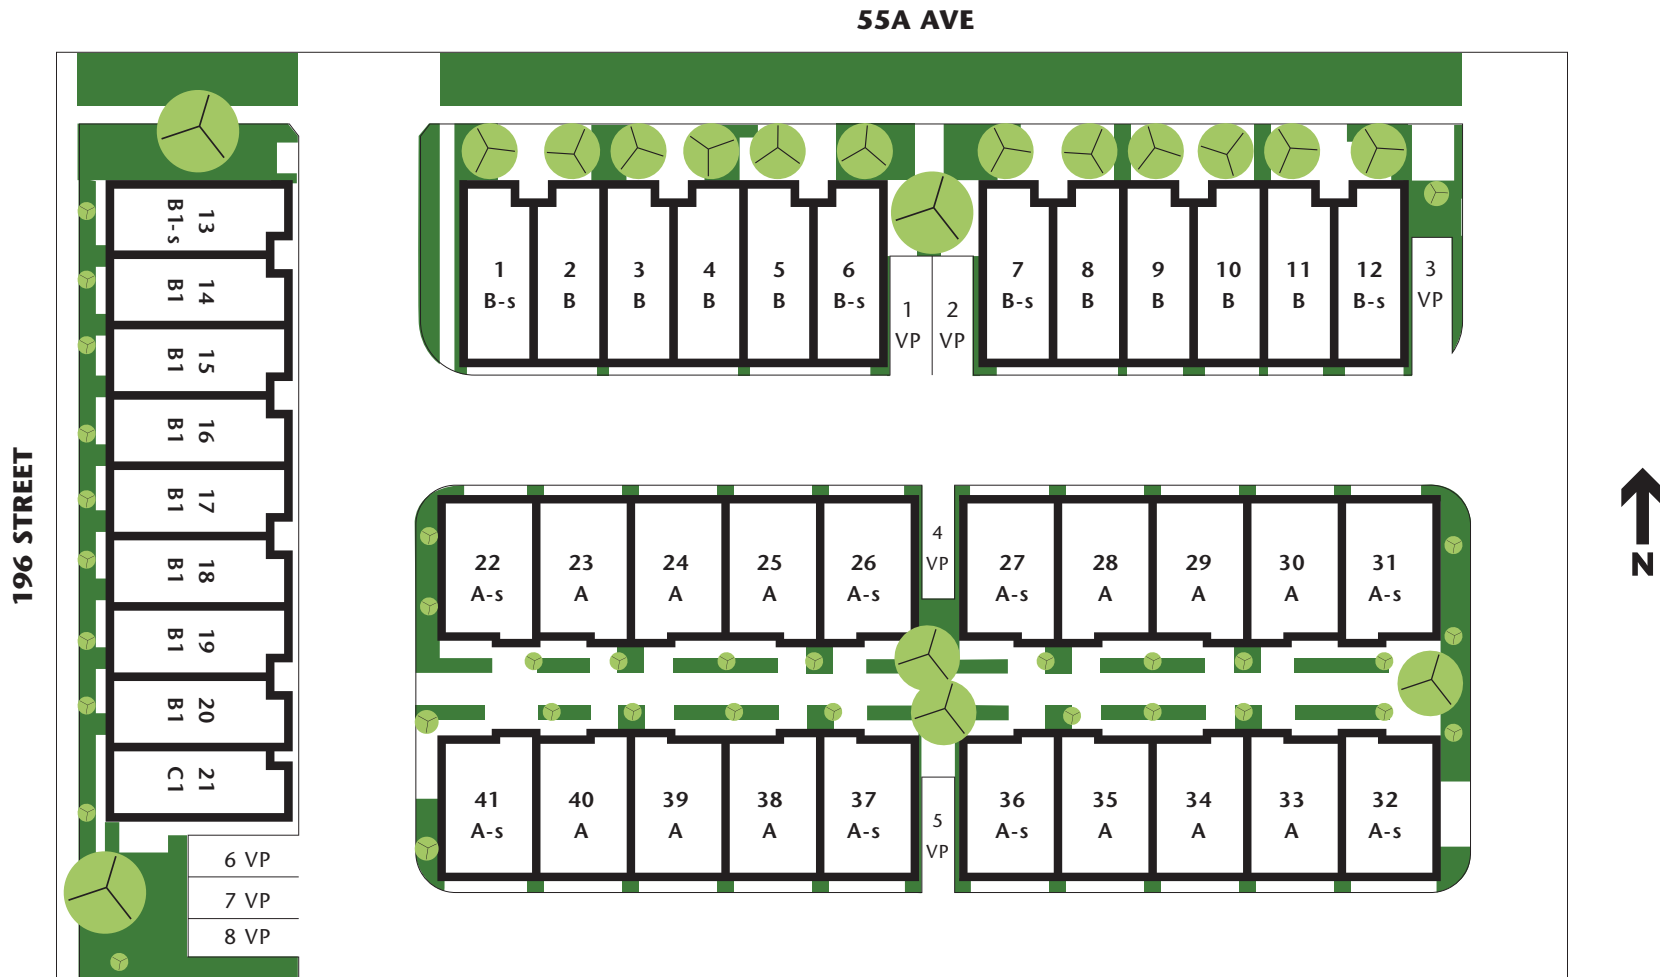 55A AVE
196 STREET
N
13
B1-s
14
B1
15
B1
16
B1
17
B1
18
B1
19
B1
20
B1
21
C1
6 VP
7 VP
8 VP
1
B-s
2
B
3
B
4
B
5
B
6
B-s
1
VP
2
VP
7
B-s
8
B
9
B
10
B
11
B
12
B-s
3
VP
22
A-s
23
A
24
A
25
A
26
A-s
4
VP
27
A-s
28
A
29
A
30
A
31
A-s
41
A-s
40
A
39
A
38
A
37
A-s
5
VP
36
A-s
35
A
34
A
33
A
32
A-s